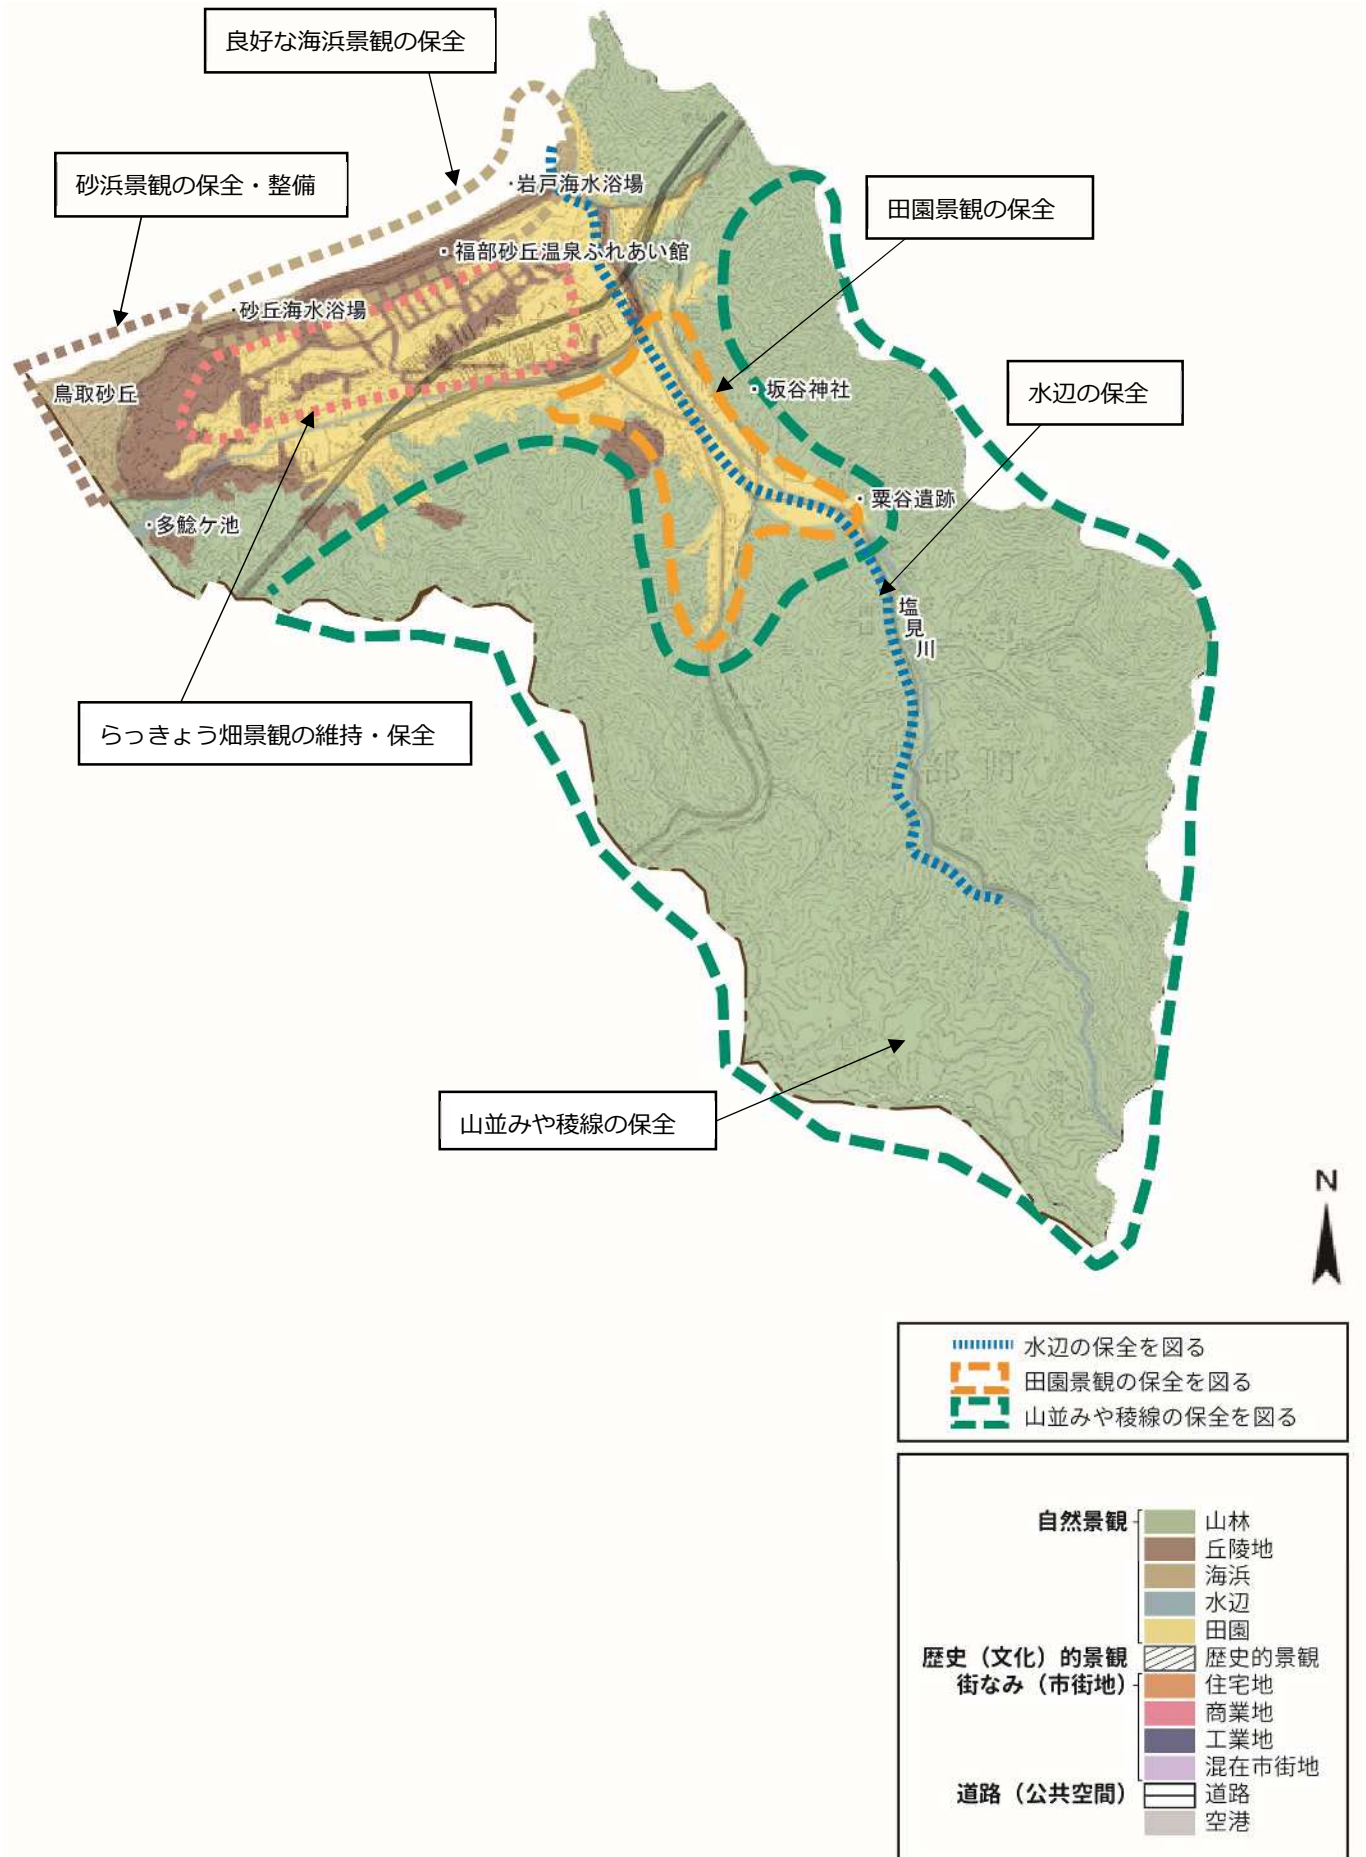 良好な海浜景観の保全
砂浜景観の保全・整備
・岩戸海水浴場
田園景観の保全
・福部砂丘温泉ふれあい館
・砂丘海水浴場
鳥取砂丘
・坂谷神社
水辺の保全
・粟谷遺跡
・多鯰ケ池
塩見川
らっきょう畑景観の維持・保全
福部町
山並みや稜線の保全
N
水辺の保全を図る
田園景観の保全を図る
山並みや稜線の保全を図る
自然景観
山林
丘陵地
海浜
水辺
田園
歴史（文化）的景観
歴史的景観
街なみ（市街地）
住宅地
商業地
工業地
混在市街地
道路（公共空間）
道路
空港